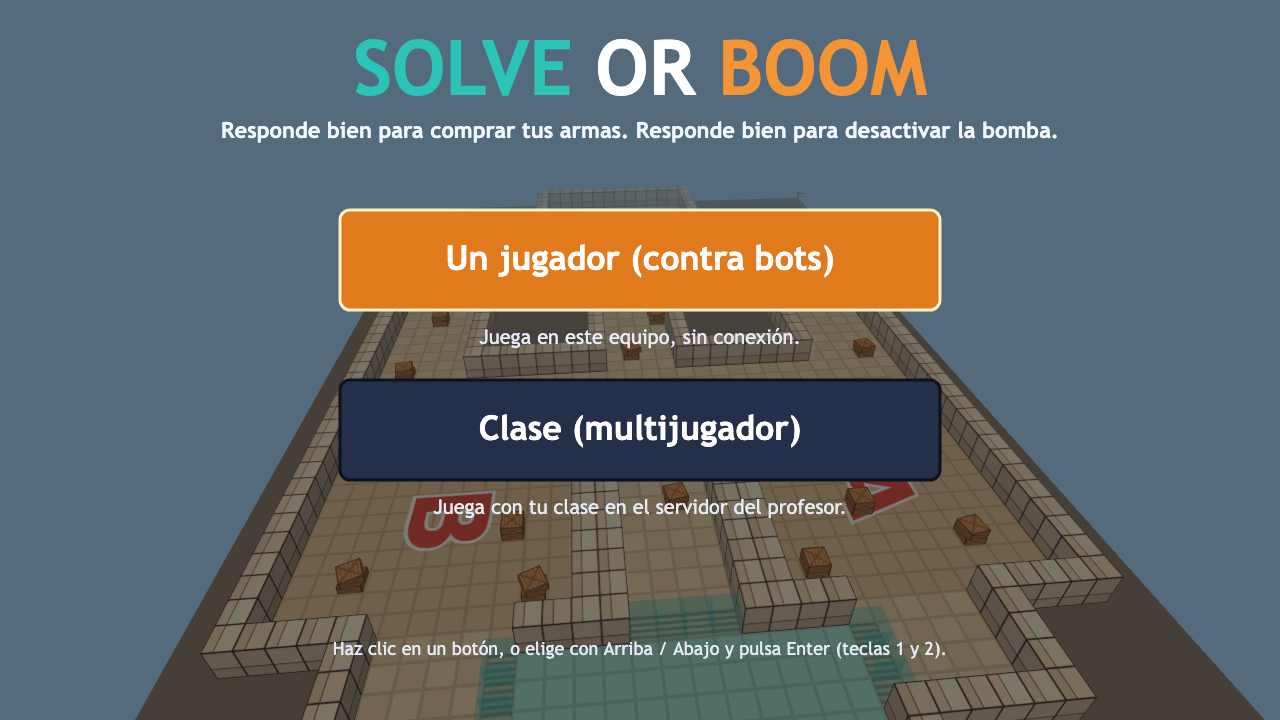 SOLVE OR BOOM
Responde bien para comprar tus armas. Responde bien para desactivar la bomba.
Un jugador (contra bots)
Juega en este equipo, sin conexión.
Clase (multijugador)
A
B
Juega con tu clase en el servidor del profesor.
Haz clic en un botón, o elige con Arriba / Abajo y pulsa Enter (teclas 1 y 2).